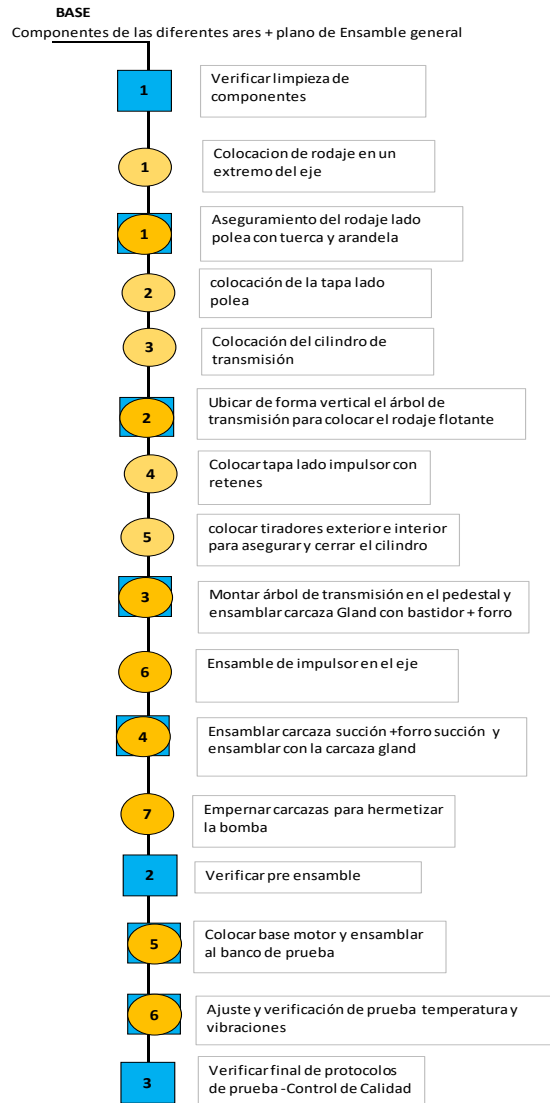 BASE
Componentes de las diferentes ares + plano de Ensamble general
1
Verificar limpieza de
componentes
1
Colocacion de rodaje en un
extremo del eje
1
Aseguramiento del rodaje lado
polea con tuerca y arandela
2
colocación de la tapa lado
polea
3
Colocación del cilindro de
transmisión
2
Ubicar de forma vertical el árbol de
transmisión para colocar el rodaje flotante
4
Colocar tapa lado impulsor con
retenes
5
colocar tiradores exterior e interior
para asegurar y cerrar el cilindro
3
Montar árbol de transmisión en el pedestal y
ensamblar carcaza Gland con bastidor + forro
6
Ensamble de impulsor en el eje
4
Ensamblar carcaza succión +forro succión y
ensamblar con la carcaza gland
7
Empernar carcazas para hermetizar
la bomba
2
Verificar pre ensamble
5
Colocar base motor y ensamblar
al banco de prueba
6
Ajuste y verificación de prueba temperatura y
vibraciones
3
Verificar final de protocolos
de prueba -Control de Calidad